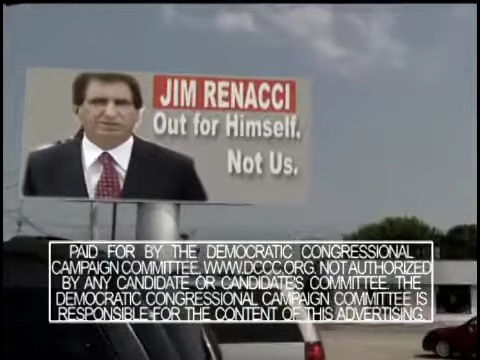 JIM RENACCI
Out for Himself.
Not Us.
PAID FOR BY THE DEMOCRATIC CONGRESSIONAL
CAMPAIGN COMMITTEE, WWW.DCCC.ORG. NOT AUTHORIZED
BY ANY CANDIDATE OR CANDIDATE'S COMMITTEE. THE
DEMOCRATIC CONGRESSIONAL CAMPAIGN COMMITTEE IS
RESPONSIBLE FOR THE CONTENT OF THIS ADVERTISING.